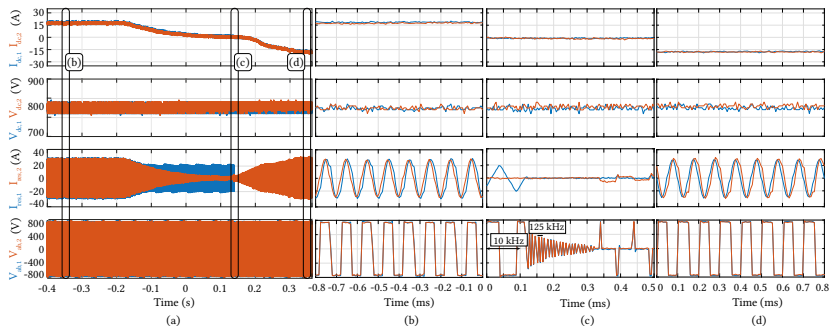 I_dc,1 I_dc,2 (A)
30
15
0
-15
-30
(b)
(c)
(d)
V_dc,1 V_dc,2 (V)
900
800
700
I_res,1 I_res,2 (A)
40
20
0
-20
-40
V_ab,1 V_ab,2 (V)
800
400
0
-400
-800
125 kHz
10 kHz
-0.4 -0.3 -0.2 -0.1 0 0.1 0.2 0.3
-0.8 -0.7 -0.6 -0.5 -0.4 -0.3 -0.2 -0.1 0
0.0 0.1 0.2 0.3 0.4 0.5
0.0 0.1 0.2 0.3 0.4 0.5 0.6 0.7 0.8
Time (s) Time (ms) Time (ms) Time (ms)
(a) (b) (c) (d)